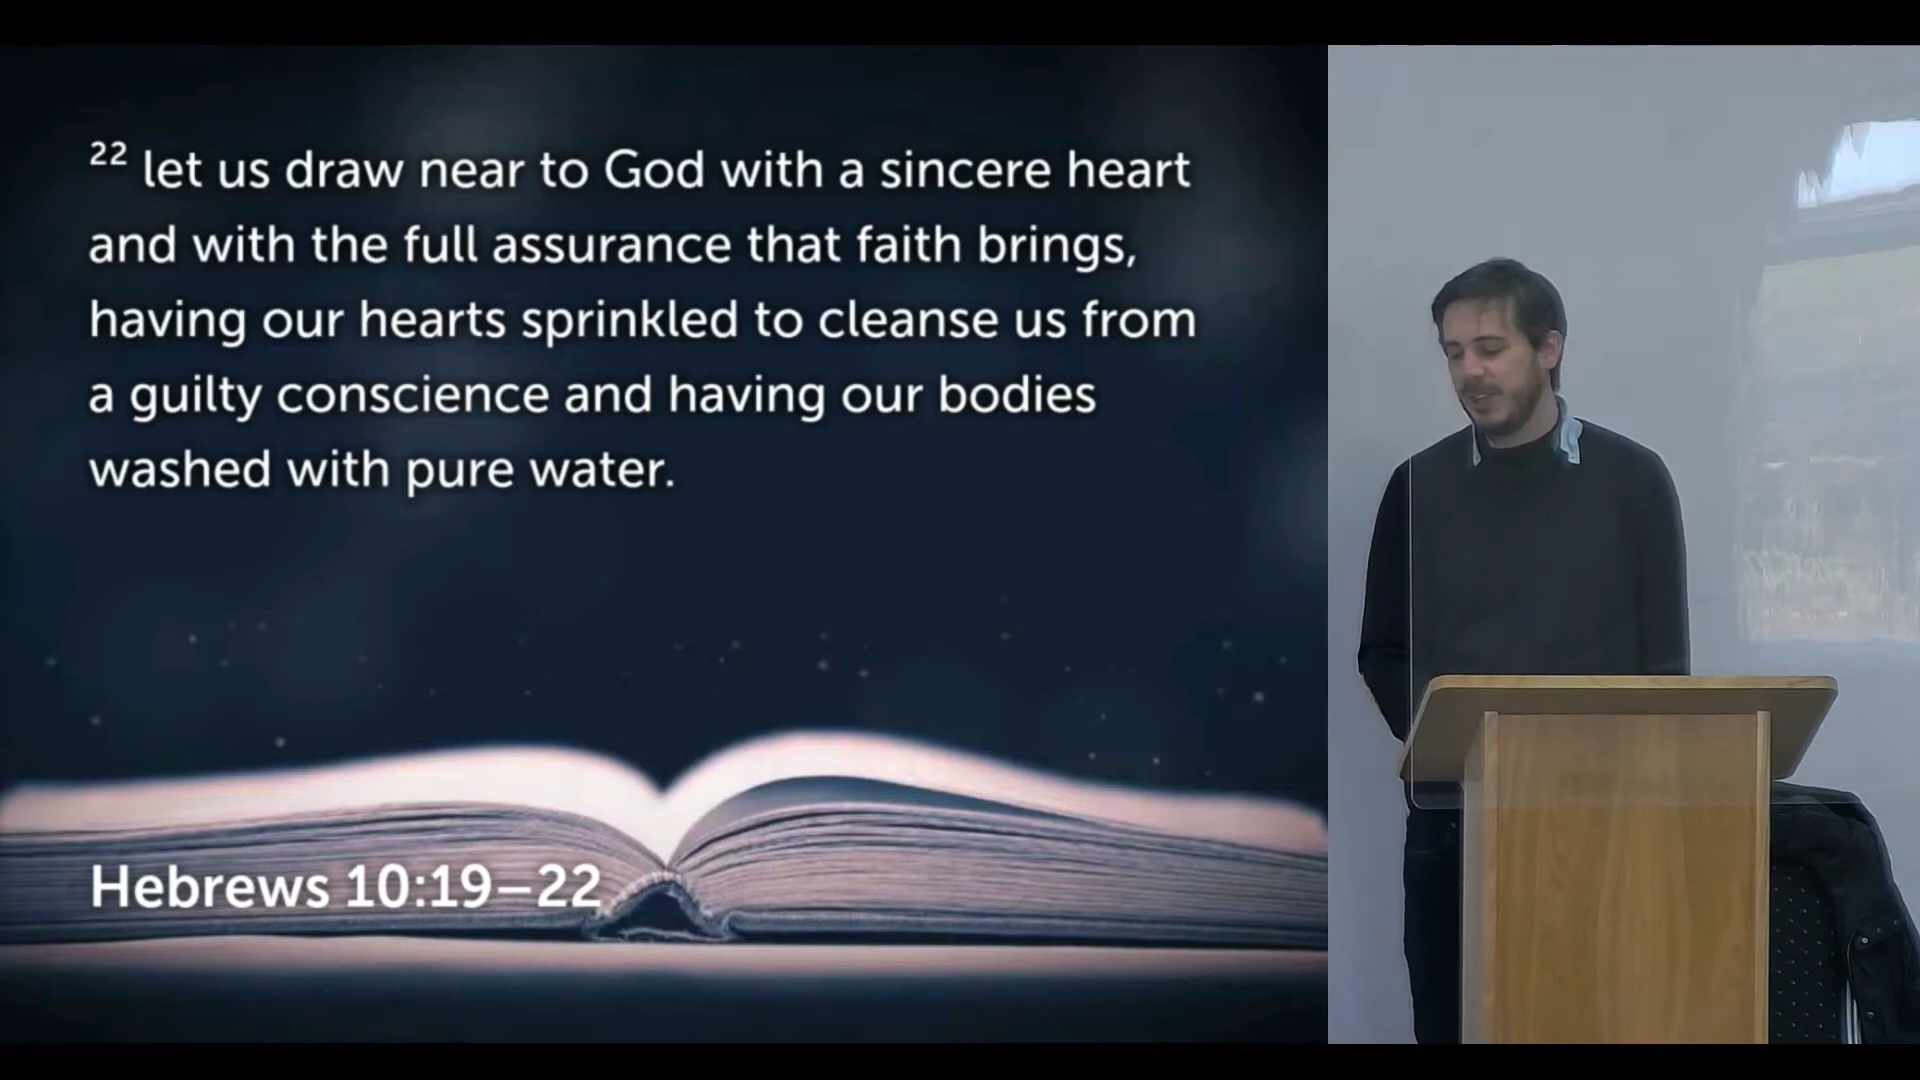 22 let us draw near to God with a sincere heart
and with the full assurance that faith brings,
having our hearts sprinkled to cleanse us from
a guilty conscience and having our bodies
washed with pure water.
Hebrews 10:19–22